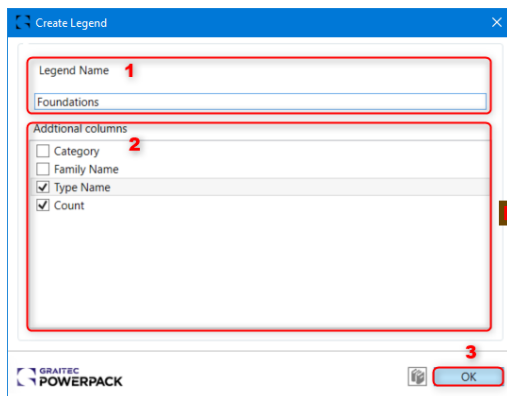 Create Legend
Legend Name 1
Foundations
Addtional columns
2
Category
Family Name
Type Name
Count
3
GRAITEC
POWERPACK
OK